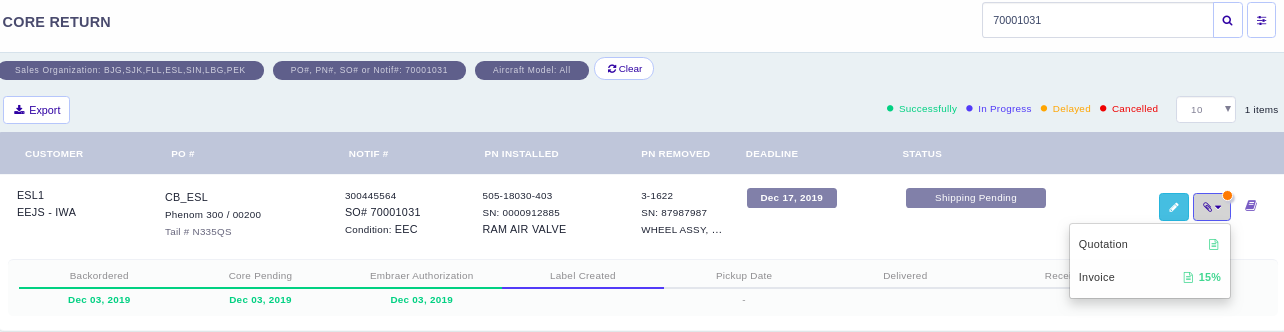 CORE RETURN
70001031
Sales Organization: BJG,SJK,FLL,ESL,SIN,LBG,PEK
PO#, PN#, SO# or Notif#: 70001031
Aircraft Model: All
Clear
Export
Successfully
In Progress
Delayed
Cancelled
10
1 items
CUSTOMER PO # NOTIF # PN INSTALLED PN REMOVED DEADLINE STATUS
ESL1
EEJS - IWA
CB_ESL
Phenom 300 / 00200
Tail # N335QS
300445564
SO# 70001031
Condition: EEC
505-18030-403
SN: 0000912885
RAM AIR VALVE
3-1622
SN: 87987987
WHEEL ASSY, ...
Dec 17, 2019
Shipping Pending
Quotation
Invoice 15%
Backordered Core Pending Embraer Authorization Label Created Pickup Date Delivered
Dec 03, 2019 Dec 03, 2019 Dec 03, 2019 -